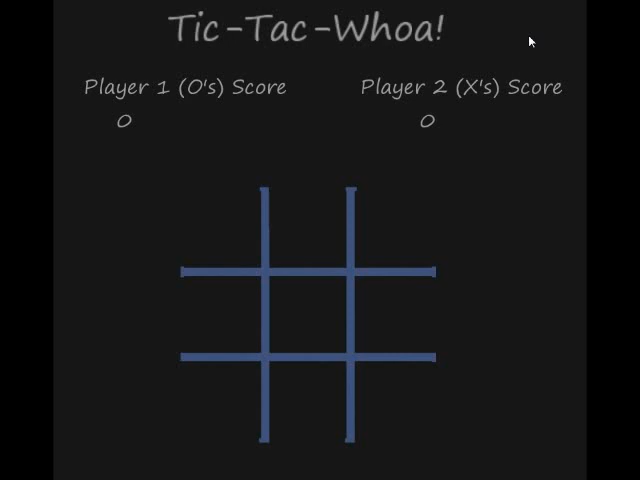 Tic-Tac-Whoa!
Player 1 (O's) Score
Player 2 (X's) Score
0
0